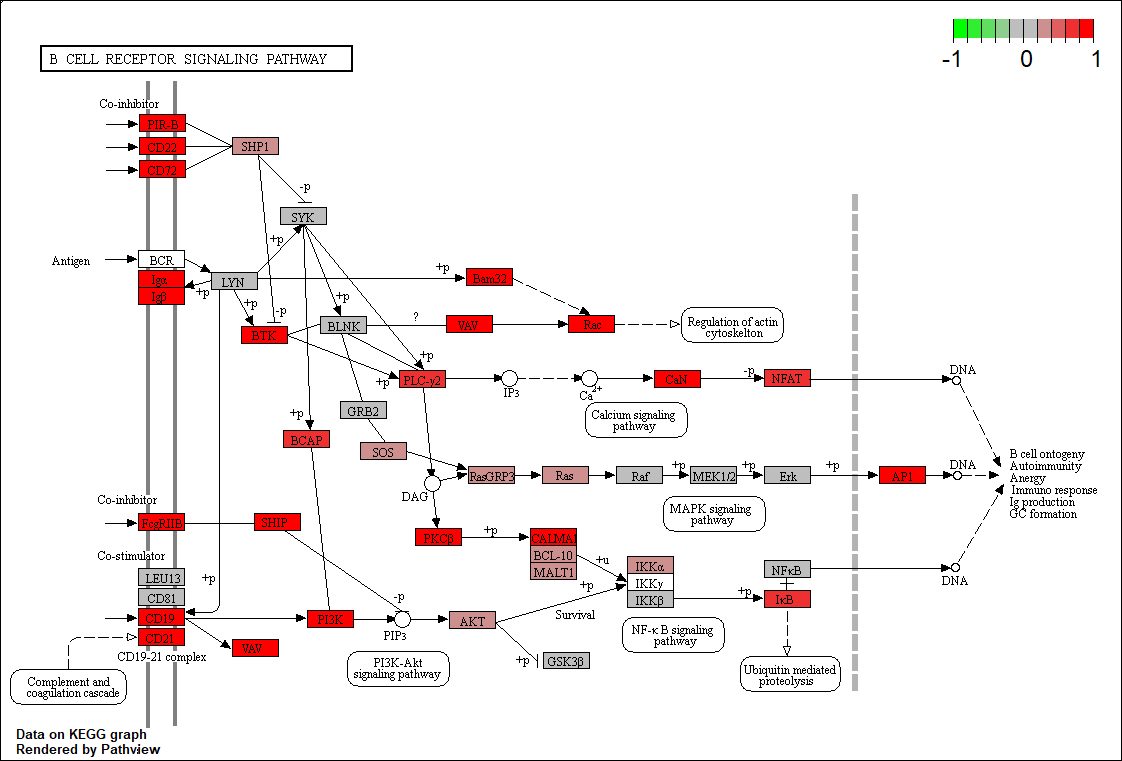 -1 0 1
B CELL RECEPTOR SIGNALING PATHWAY
Co-inhibitor
PIR-B
CD22
CD72
SHP1
-p
SYK
+p
Antigen
BCR
Igα
Igβ
LYN
+p
+p
Bam32
+p
-p
+p
BTK
BLNK
?
VAV
Rac
Regulation of actin
cytoskelton
+p
+p
PLC-γ2
IP3
Ca2+
CaN
-p
NFAT
DNA
Calcium signaling
pathway
GRB2
+p
BCAP
SOS
DAG
RasGRP3
Ras
Raf
+p
MEK1/2
+p
Erk
+p
AP1
DNA
MAPK signaling
pathway
B cell ontogeny
Autoimmunity
Anergy
Immuno response
Ig production
GC formation
Co-inhibitor
FcgRIIB
SHIP
PKCβ
+p
CALMA
BCL-10
MALT1
+u
+p
IKKα
IKKγ
IKKβ
+p
NFκB
IκB
DNA
Co-stimulator
LEU13
CD81
CD19
CD21
+p
CD19-21 complex
VAV
PI3K
-p
PIP3
AKT
Survival
+p
GSK3β
PI3K-Akt
signaling pathway
NF-κ B signaling
pathway
Ubiquitin mediated
proteolysis
Complement and
coagulation cascade
Data on KEGG graph
Rendered by Pathview